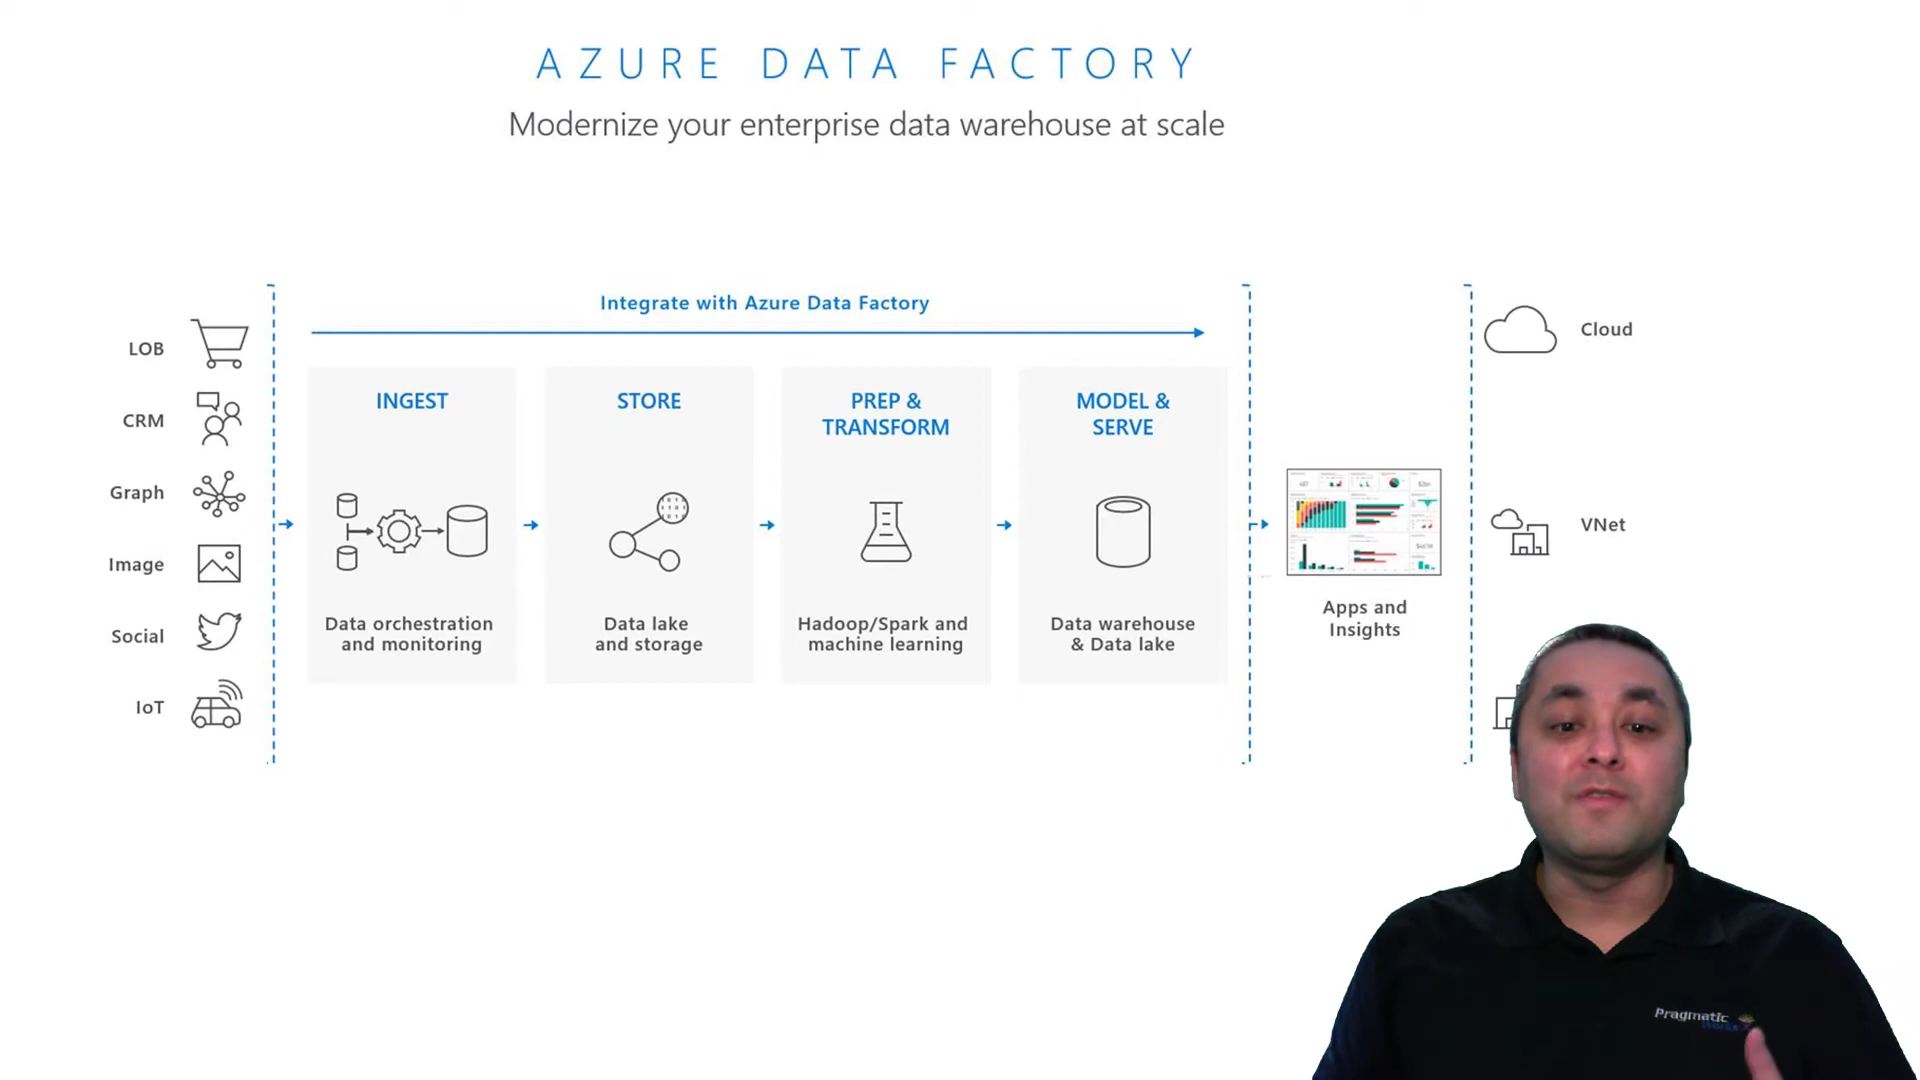 AZURE DATA FACTORY
Modernize your enterprise data warehouse at scale
Integrate with Azure Data Factory
LOB
CRM
Graph
Image
Social
IoT
INGEST
Data orchestration
and monitoring
STORE
Data lake
and storage
PREP &
TRANSFORM
Hadoop/Spark and
machine learning
MODEL &
SERVE
Data warehouse
& Data lake
Apps and
Insights
Cloud
VNet
Pragmatic